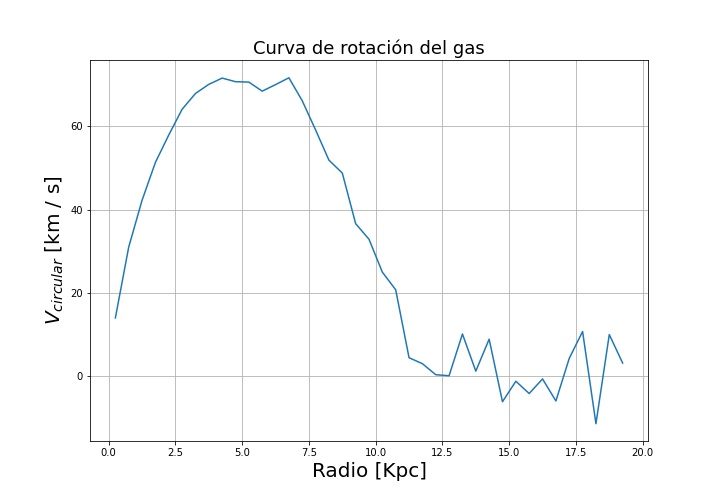 Curva de rotación del gas
V_circular [km / s]
60
40
20
0
0.0 2.5 5.0 7.5 10.0 12.5 15.0 17.5 20.0
Radio [Kpc]